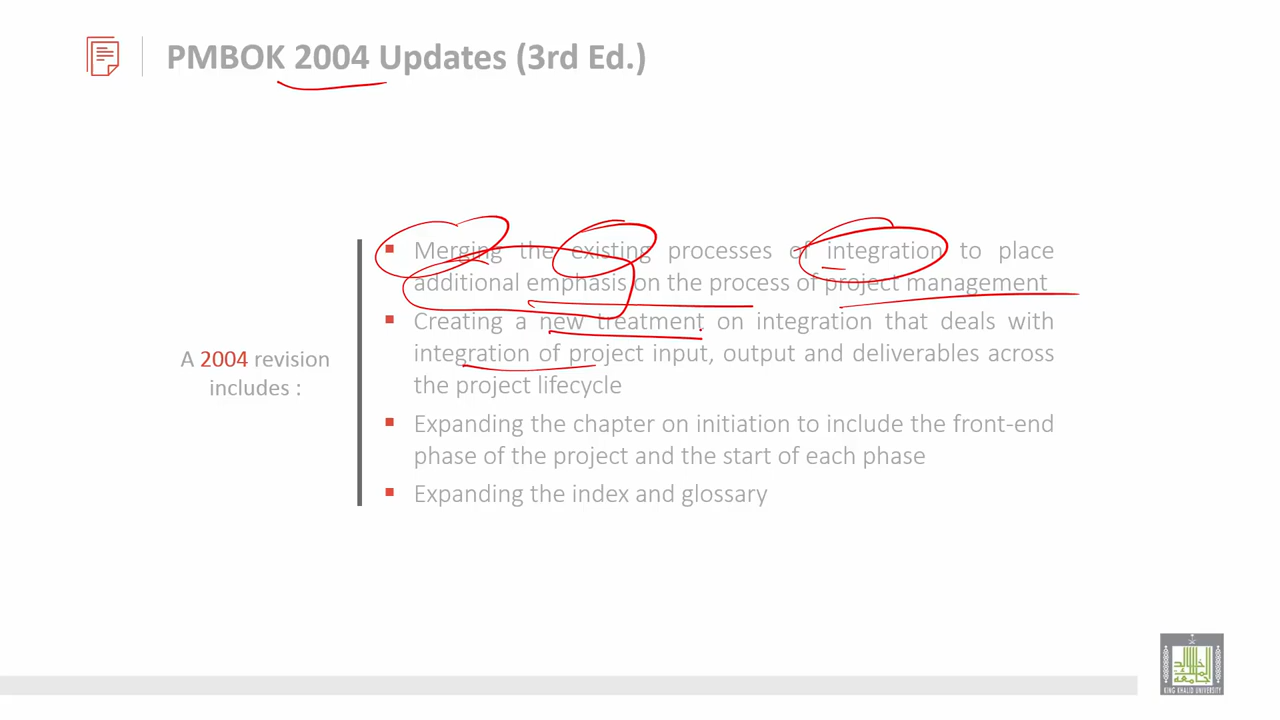 PMBOK 2004 Updates (3rd Ed.)
A 2004 revision
includes :
▪ Merging the existing processes of integration to place
additional emphasis on the process of project management
▪ Creating a new treatment on integration that deals with
integration of project input, output and deliverables across
the project lifecycle
▪ Expanding the chapter on initiation to include the front-end
phase of the project and the start of each phase
▪ Expanding the index and glossary
KING KHALID UNIVERSITY